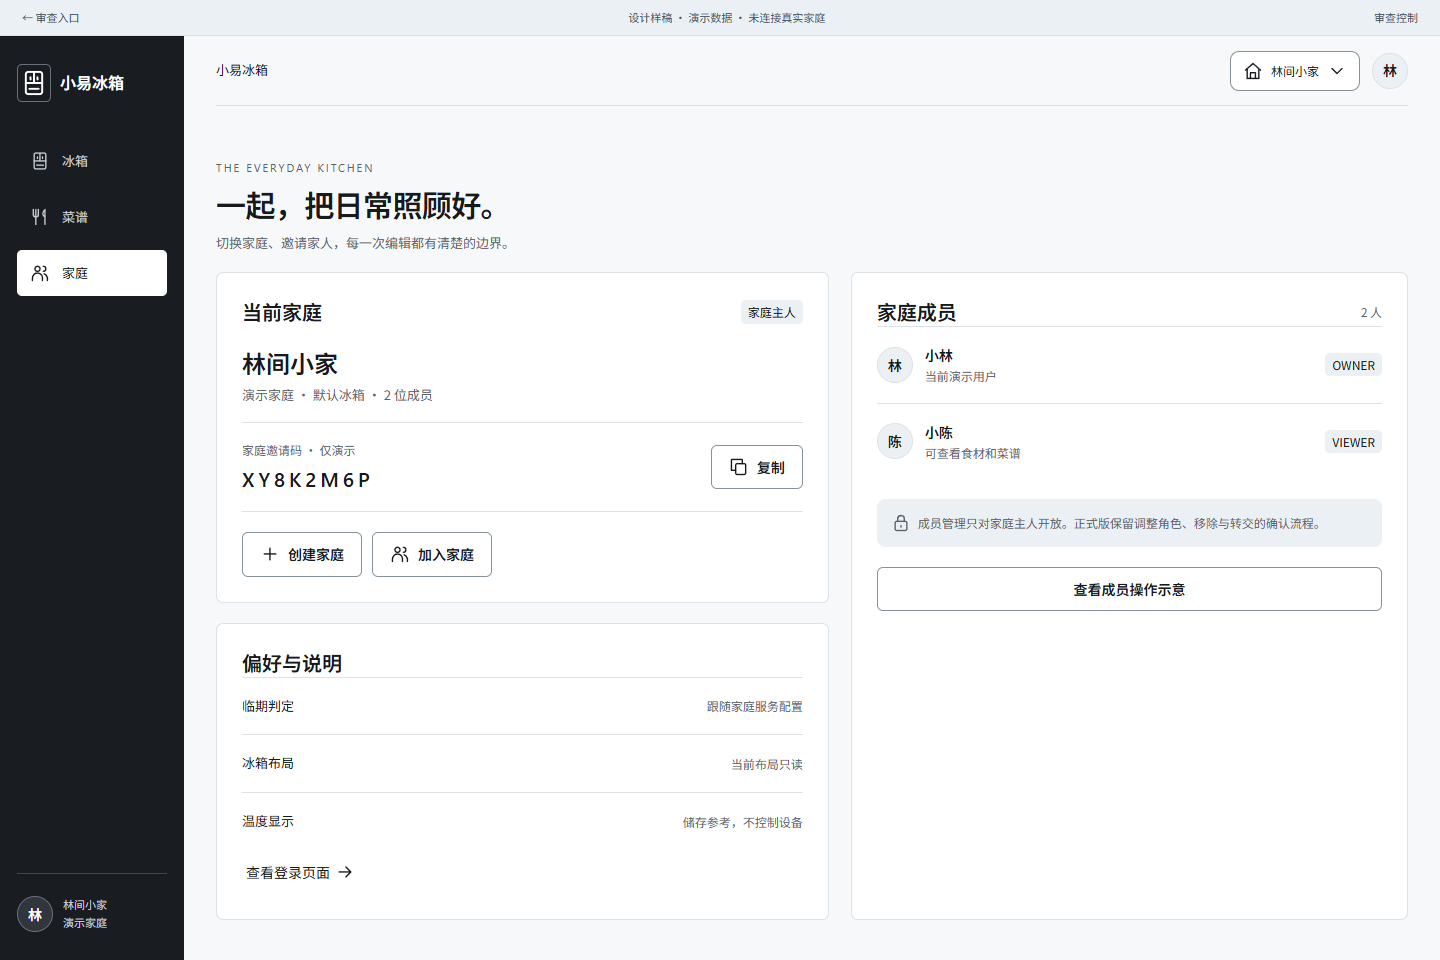 ← 审查入口
设计样稿 • 演示数据 • 未连接真实家庭
审查控制
小易冰箱
冰箱
菜谱
家庭
林 林间小家
演示家庭
小易冰箱
林间小家
林
THE EVERYDAY KITCHEN
一起，把日常照顾好。
切换家庭、邀请家人，每一次编辑都有清楚的边界。
当前家庭 家庭主人
林间小家
演示家庭 • 默认冰箱 • 2 位成员
家庭邀请码 • 仅演示
XY8K2M6P
复制
创建家庭 加入家庭
偏好与说明
临期判定 跟随家庭服务配置
冰箱布局 当前布局只读
温度显示 储存参考，不控制设备
查看登录页面 →
家庭成员 2 人
林 小林 OWNER
当前演示用户
陈 小陈 VIEWER
可查看食材和菜谱
成员管理只对家庭主人开放。正式版保留调整角色、移除与转交的确认流程。
查看成员操作示意